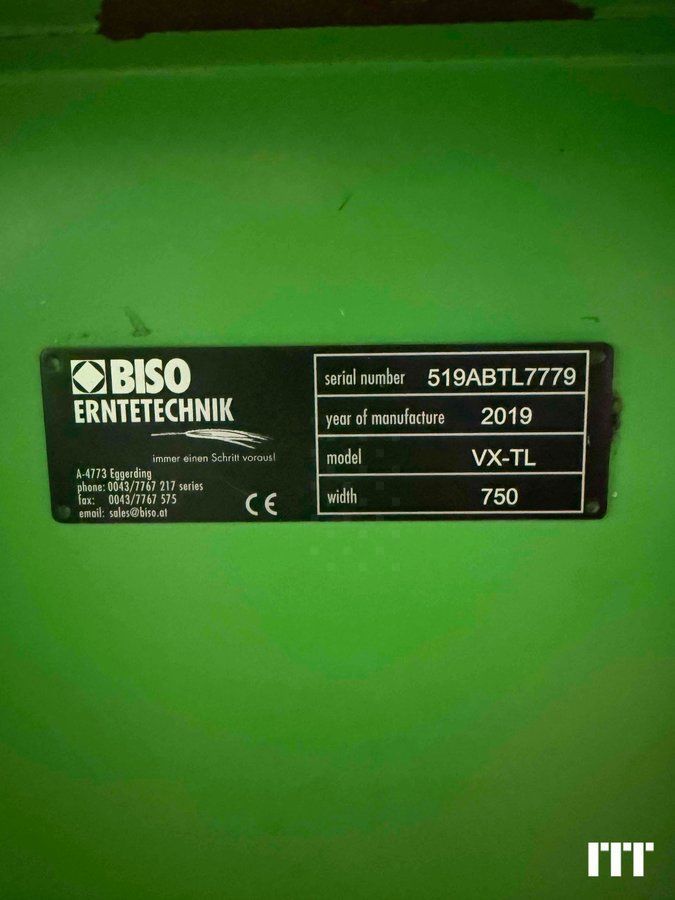 BISO
ERNTETECHNIK
immer einen Schritt voraus!
A-4773 Eggerding
phone: 0043/7767 217 series
fax: 0043/7767 575
email: sales@biso.at
CE
serial number 519ABTL7779
year of manufacture 2019
model VX-TL
width 750
ITT